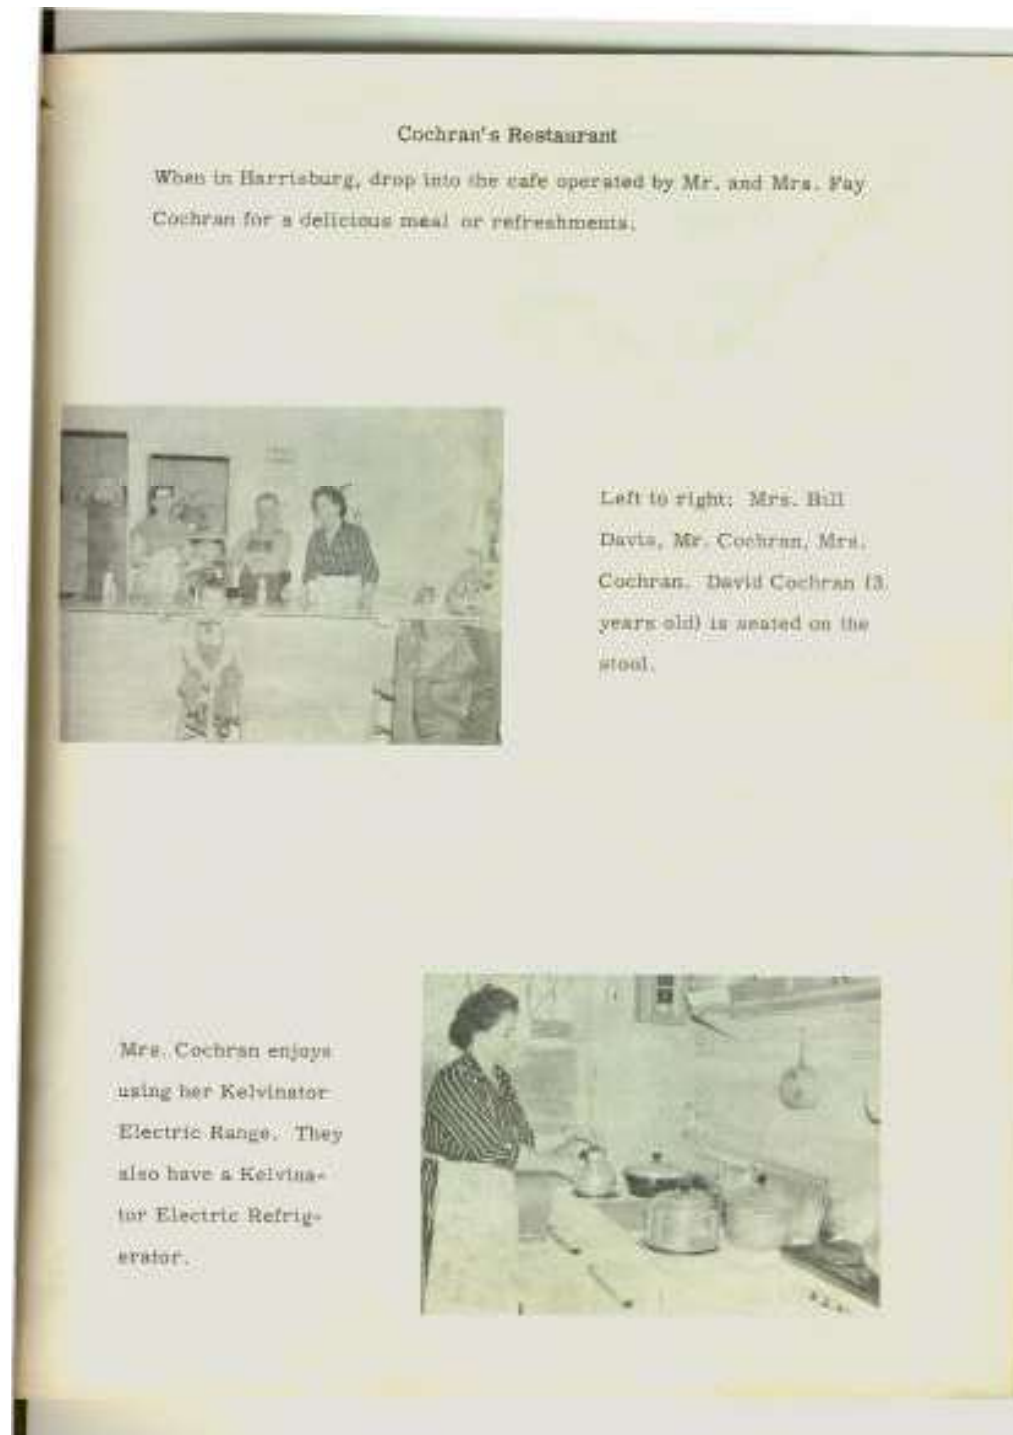 Cochran's Restaurant
When in Harrisburg, drop into the cafe operated by Mr. and Mrs. Fay
Cochran for a delicious meal or refreshments.
Left to right: Mrs. Bill
Davis, Mr. Cochran, Mrs.
Cochran. David Cochran (3
years old) is seated on the
stool.
Mrs. Cochran enjoys
using her Kelvinator
Electric Range. They
also have a Kelvina-
tor Electric Refrig-
erator.